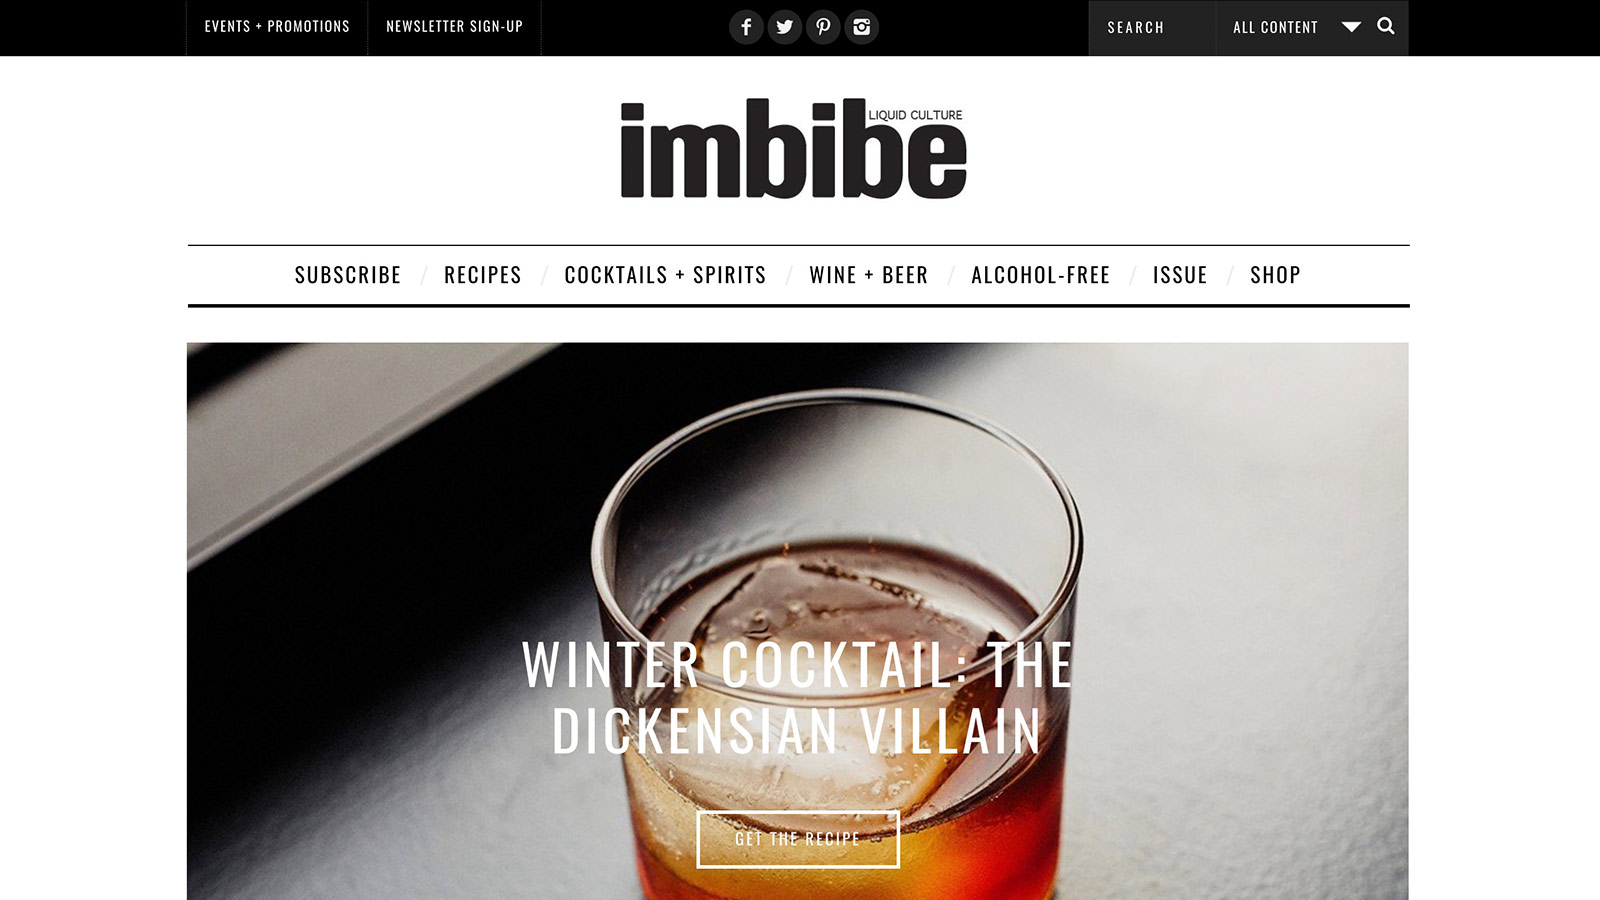 EVENTS + PROMOTIONS
NEWSLETTER SIGN-UP
SEARCH
ALL CONTENT
imbibe
LIQUID CULTURE
SUBSCRIBE / RECIPES / COCKTAILS + SPIRITS / WINE + BEER / ALCOHOL-FREE / ISSUE / SHOP
WINTER COCKTAIL: THE
DICKENSIAN VILLAIN
GET THE RECIPE